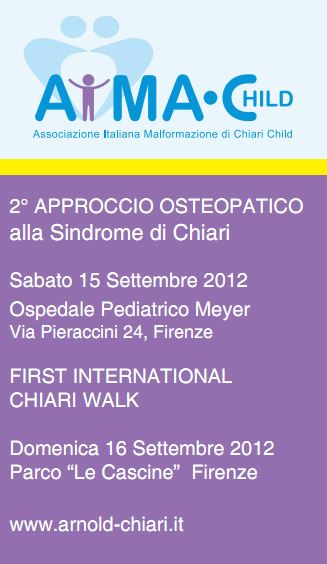 AIMA•CHILD
Associazione Italiana Malformazione di Chiari Child
2° APPROCCIO OSTEOPATICO
alla Sindrome di Chiari
Sabato 15 Settembre 2012
Ospedale Pediatrico Meyer
Via Pieraccini 24, Firenze
FIRST INTERNATIONAL
CHIARI WALK
Domenica 16 Settembre 2012
Parco “Le Cascine” Firenze
www.arnold-chiari.it